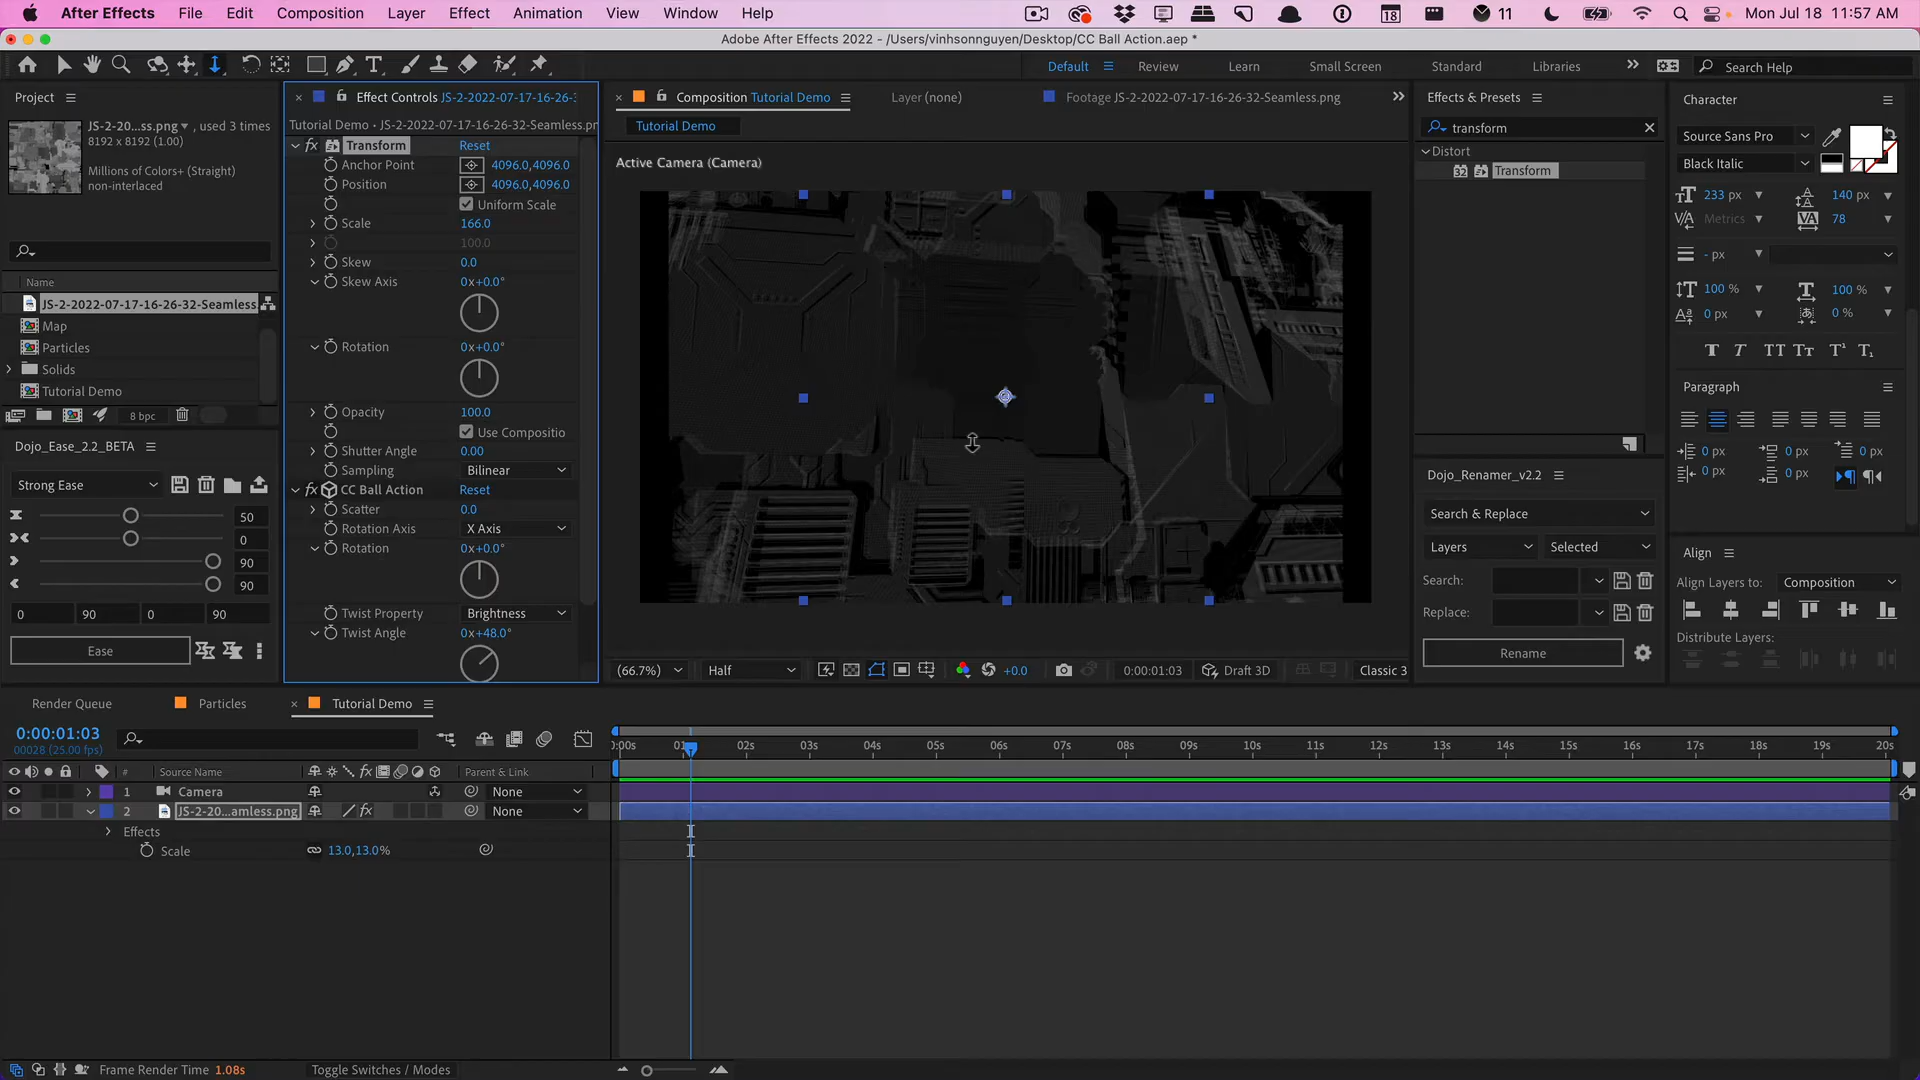 After Effects File Edit Composition Layer Effect Animation View Window Help 18 11 Mon Jul 18 11:57 AM
Adobe After Effects 2022 - /Users/vinhsonnguyen/Desktop/CC Ball Action.aep *
Default Review Learn Small Screen Standard Libraries Search Help
Project
JS-2-20...ss.png , used 3 times
8192 x 8192 (1.00)
Millions of Colors+ (Straight)
non-interlaced
Name
JS-2-2022-07-17-16-26-32-Seamless
Map
Particles
Solids
Tutorial Demo
8 bpc
Dojo_Ease_2.2_BETA
Strong Ease
50
0
90
90
0 90 0 90
Ease
Effect Controls JS-2-2022-07-17-16-26-
Tutorial Demo • JS-2-2022-07-17-16-26-32-Seamless.pn
fx Transform Reset
Anchor Point 4096.0,4096.0
Position 4096.0,4096.0
Uniform Scale
Scale 166.0
100.0
Skew 0.0
Skew Axis 0x+0.0°
Rotation 0x+0.0°
Opacity 100.0
Use Compositio
Shutter Angle 0.00
Sampling Bilinear
fx CC Ball Action Reset
Scatter 0.0
Rotation Axis X Axis
Rotation 0x+0.0°
Twist Property Brightness
Twist Angle 0x+48.0°
Composition Tutorial Demo Layer (none) Footage JS-2-2022-07-17-16-26-32-Seamless.png
Tutorial Demo
Active Camera (Camera)
(66.7%) Half +0.0 0:00:01:03 Draft 3D Classic 3
Effects & Presets
transform
Distort
32 Transform
Dojo_Renamer_v2.2
Search & Replace
Layers Selected
Search:
Replace:
Rename
Character
Source Sans Pro
Black Italic
233 px 140 px
Metrics 78
- px
100 % 100 %
0 px 0 %
T T TT Tt T¹ T₁
Paragraph
0 px 0 px 0 px
0 px 0 px
Align
Align Layers to: Composition
Distribute Layers:
Render Queue Particles Tutorial Demo
0:00:01:03
00028 (25.00 fps)
:00s 01 02s 03s 04s 05s 06s 07s 08s 09s 10s 11s 12s 13s 14s 15s 16s 17s 18s 19s 20s
# Source Name fx Parent & Link
1 Camera None
2 JS-2-20...amless.png fx None
Effects
Scale 13.0,13.0%
Frame Render Time 1.08s Toggle Switches / Modes